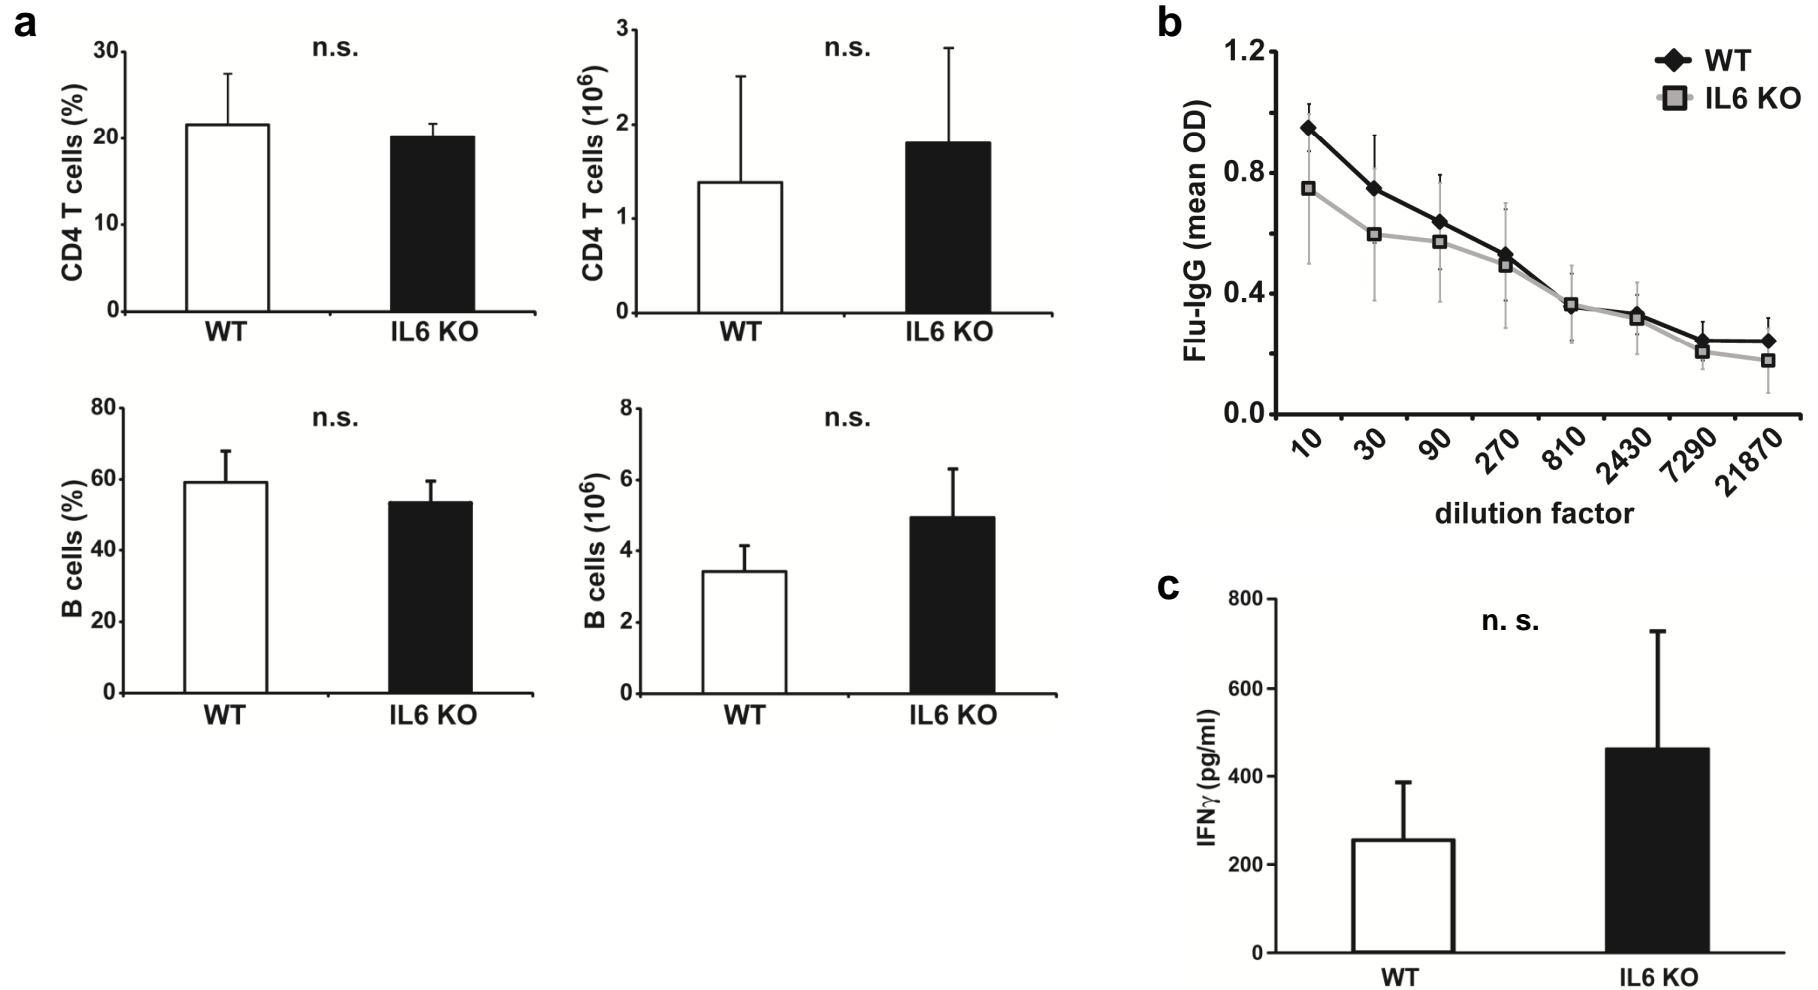 a
n.s.
30
20
10
0
CD4 T cells (%)
WT IL6 KO
n.s.
3
2
1
0
CD4 T cells (10⁶)
WT IL6 KO
n.s.
80
60
40
20
0
B cells (%)
WT IL6 KO
n.s.
8
6
4
2
0
B cells (10⁶)
WT IL6 KO
b
WT
IL6 KO
1.2
0.8
0.4
0.0
Flu-IgG (mean OD)
10 30 90 270 810 2430 7290 21870
dilution factor
c
n. s.
800
600
400
200
0
IFNγ (pg/ml)
WT IL6 KO